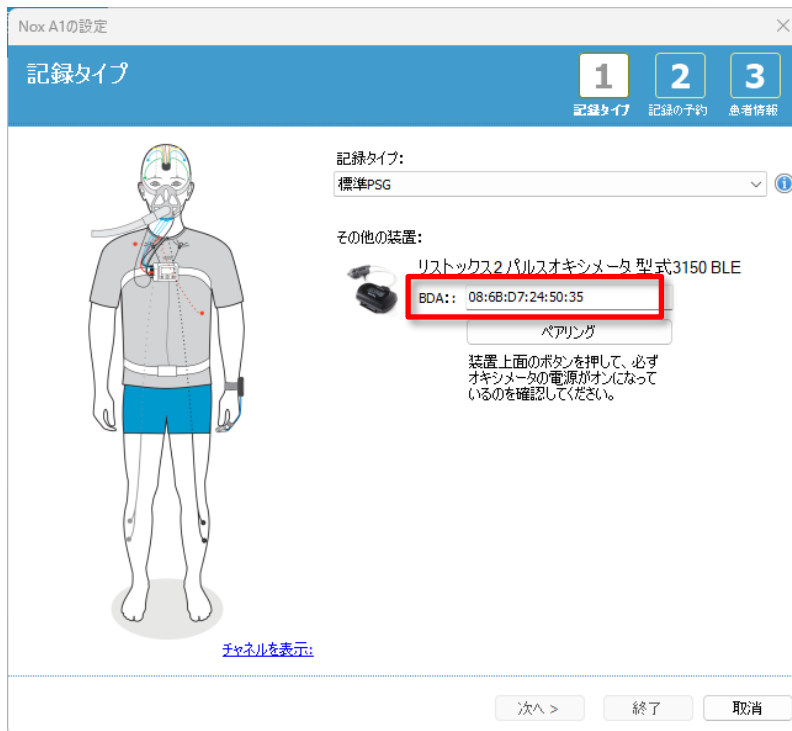 Nox A1の設定
記録タイプ
1
記録タイプ
2
記録の予約
3
患者情報
記録タイプ:
標準PSG
その他の装置:
リストックス2 パルスオキシメータ 型式3150 BLE
BDA:: 08:6B:D7:24:50:35
ペアリング
装置上面のボタンを押して、必ず
オキシメータの電源がオンになって
いるのを確認してください。
チャネルを表示:
次へ >
終了
取消